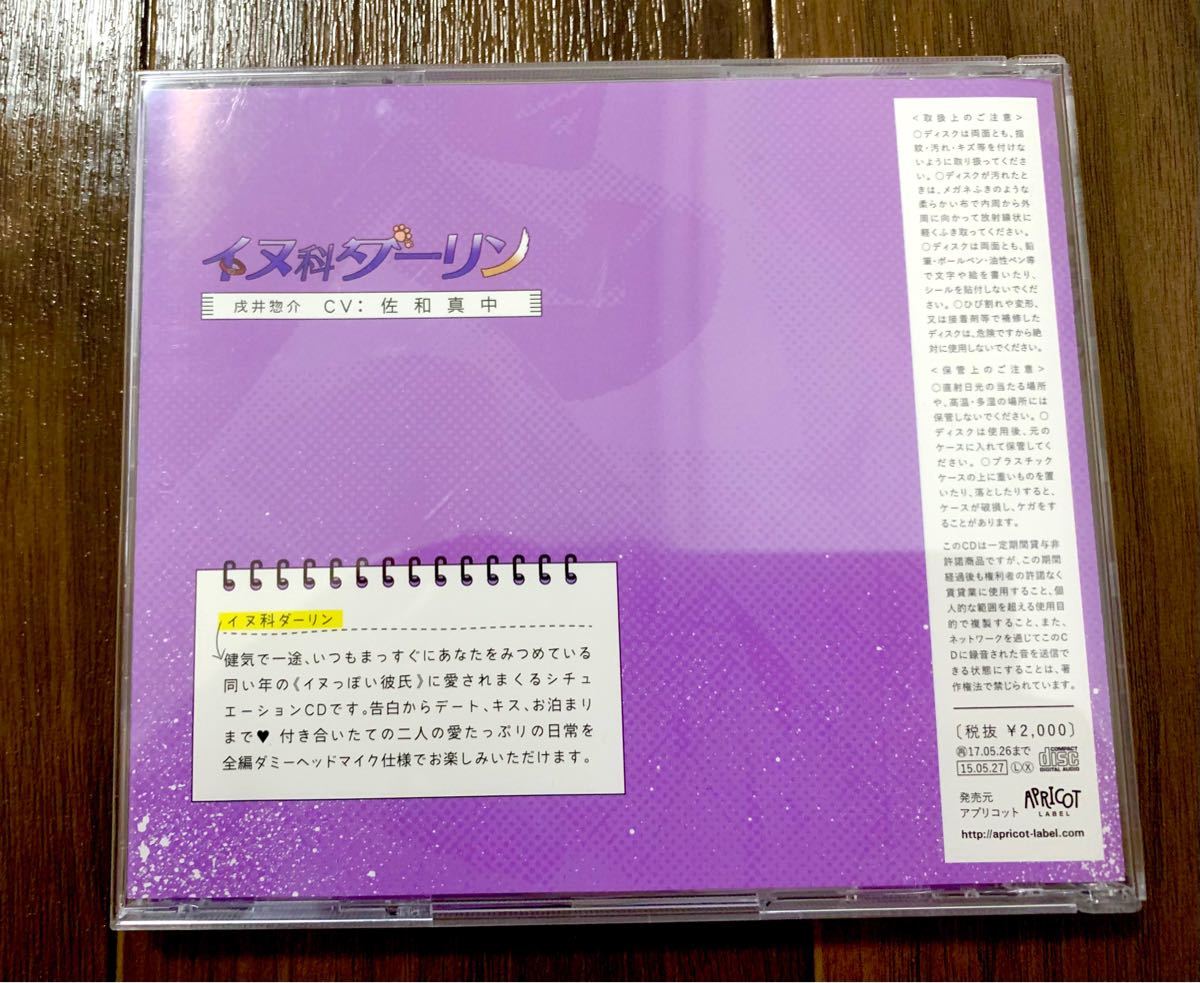 イヌ科ダーリン
戌井惣介 CV: 佐和真中
イヌ科ダーリン
健気で一途、いつもまっすぐにあなたをみつめている
同い年の《イヌっぽい彼氏》に愛されまくるシチュ
エーションCDです。告白からデート、キス、お泊まり
まで♥ 付き合いたての二人の愛たっぷりの日常を
全編ダミーヘッドマイク仕様でお楽しみいただけます。
<取扱上のご注意>
○ディスクは両面とも、指
紋・汚れ・キズ等を付けな
いように取り扱ってくださ
い。○ディスクが汚れたと
きは、メガネふきのような
柔らかい布で内周から外
周に向かって放射線状に
軽くふき取ってください。
○ディスクは両面とも、鉛
筆・ボールペン・油性ペン等
で文字や絵を書いたり、
シールを貼付しないでくだ
さい。○ひび割れや変形、
又は接着剤等で補修した
ディスクは、危険ですから絶
対に使用しないでください。
<保管上のご注意>
○直射日光の当たる場所
や、高温・多湿の場所には
保管しないでください。○
ディスクは使用後、元の
ケースに入れて保管してく
ださい。○プラスチック
ケースの上に重いものを置
いたり、落としたりすると、
ケースが破損し、ケガをす
ることがあります。
このCDは一定期間貸与非
許諾商品ですが、この期間
経過後も権利者の許諾なく
賃貸業に使用すること、個
人的な範囲を超える使用目
的で複製すること、また、
ネットワークを通じてこのC
Dに録音された音を送信で
きる状態にすることは、著
作権法で禁じられています。
〔税抜 ¥2,000〕
㋲17.05.26まで
15.05.27 ⓁⓍ
COMPACT
disc
DIGITAL AUDIO
発売元
アプリコット
APRICOT
LABEL
http://apricot-label.com